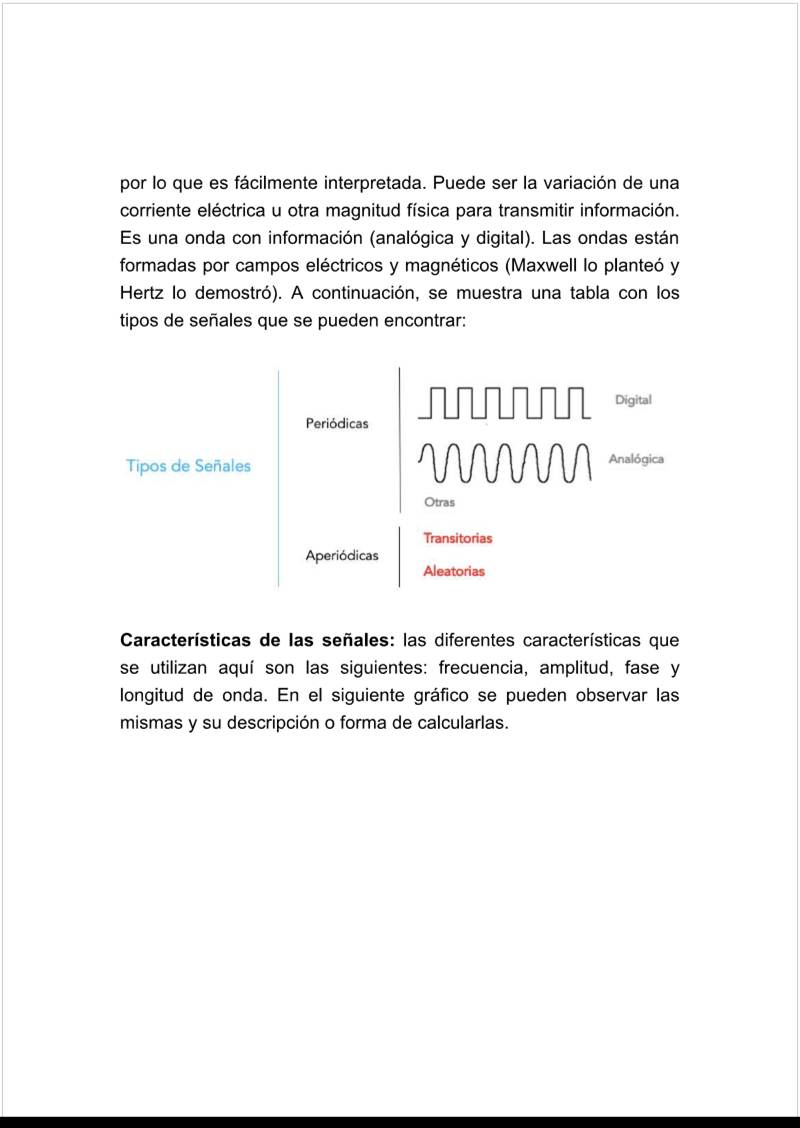 por lo que es fácilmente interpretada. Puede ser la variación de una
corriente eléctrica u otra magnitud física para transmitir información.
Es una onda con información (analógica y digital). Las ondas están
formadas por campos eléctricos y magnéticos (Maxwell lo planteó y
Hertz lo demostró). A continuación, se muestra una tabla con los
tipos de señales que se pueden encontrar:
Tipos de Señales
Periódicas
Digital
Analógica
Otras
Aperiódicas
Transitorias
Aleatorias
Características de las señales: las diferentes características que
se utilizan aquí son las siguientes: frecuencia, amplitud, fase y
longitud de onda. En el siguiente gráfico se pueden observar las
mismas y su descripción o forma de calcularlas.